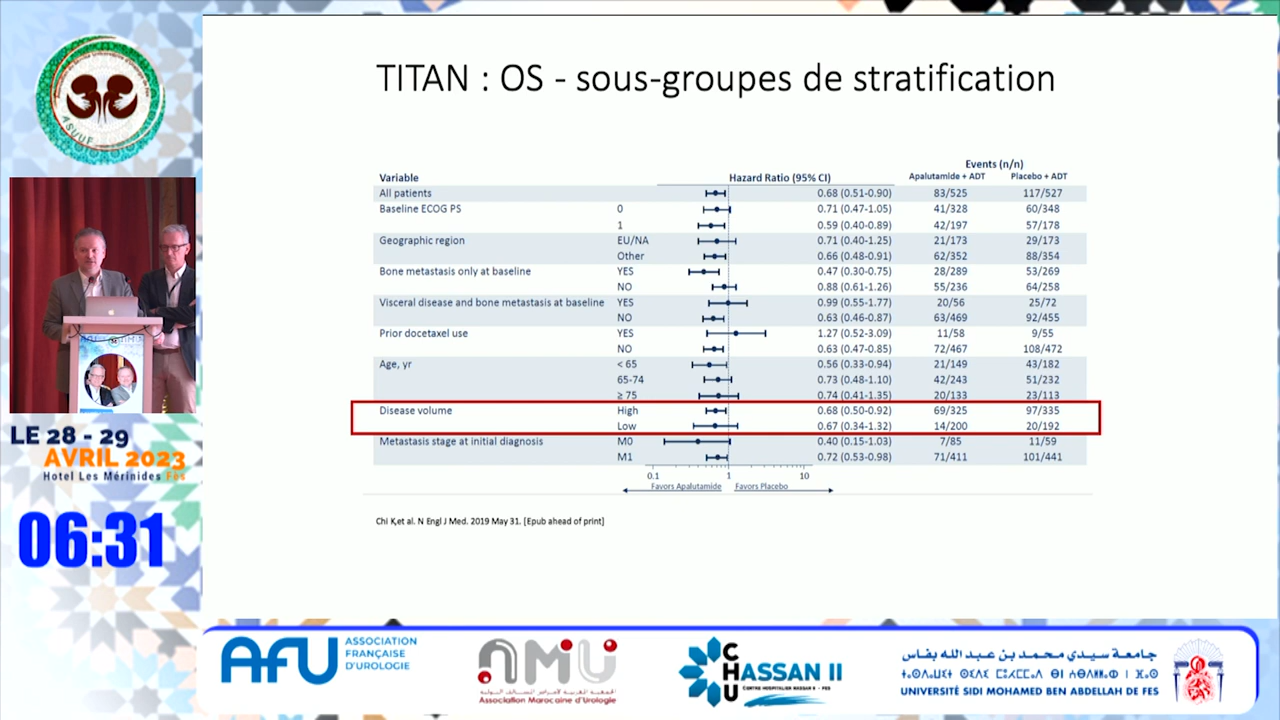 TITAN : OS - sous-groupes de stratification
Events (n/n)
Variable Hazard Ratio (95% CI) Apalutamide + ADT Placebo + ADT
All patients 0.68 (0.51-0.90) 83/525 117/527
Baseline ECOG PS 0 0.71 (0.47-1.05) 41/328 60/348
1 0.59 (0.40-0.89) 42/197 57/178
Geographic region EU/NA 0.71 (0.40-1.25) 21/173 29/173
Other 0.66 (0.48-0.91) 62/352 88/354
Bone metastasis only at baseline YES 0.47 (0.30-0.75) 28/289 53/269
NO 0.88 (0.61-1.26) 55/236 64/258
Visceral disease and bone metastasis at baseline YES 0.99 (0.55-1.77) 20/56 25/72
NO 0.63 (0.46-0.87) 63/469 92/455
Prior docetaxel use YES 1.27 (0.52-3.09) 11/58 9/55
NO 0.63 (0.47-0.85) 72/467 108/472
Age, yr < 65 0.56 (0.33-0.94) 21/149 43/182
65-74 0.73 (0.48-1.10) 42/243 51/232
≥ 75 0.74 (0.41-1.35) 20/133 23/113
Disease volume High 0.68 (0.50-0.92) 69/325 97/335
Low 0.67 (0.34-1.32) 14/200 20/192
Metastasis stage at initial diagnosis M0 0.40 (0.15-1.03) 7/85 11/59
M1 0.72 (0.53-0.98) 71/411 101/441
0.1 1 10
Favors Apalutamide Favors Placebo
Chi K,et al. N Engl J Med. 2019 May 31. [Epub ahead of print]
LE 28 - 29
AVRIL 2023
Hotel Les Mérinides Fes
06:31
AFU ASSOCIATION
FRANÇAISE
D'UROLOGIE
AMU
Association Marocaine d'Urologie
CHU HASSAN II
CENTRE HOSPITALIER HASSAN II - FES
جامعة سيدي محمد بن عبد الله بفاس
UNIVERSITÉ SIDI MOHAMED BEN ABDELLAH DE FES